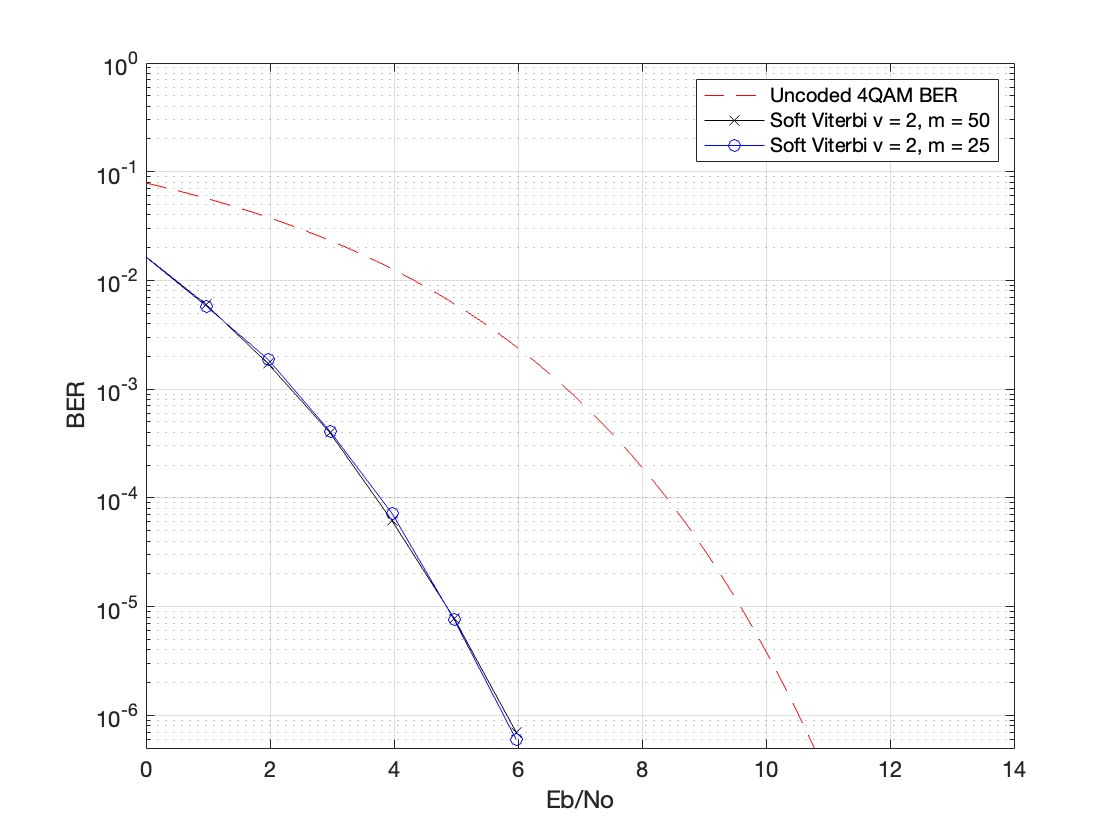 10^0
10^-1
10^-2
10^-3
10^-4
10^-5
10^-6
BER
0 2 4 6 8 10 12 14
Eb/No
Uncoded 4QAM BER
Soft Viterbi v = 2, m = 50
Soft Viterbi v = 2, m = 25